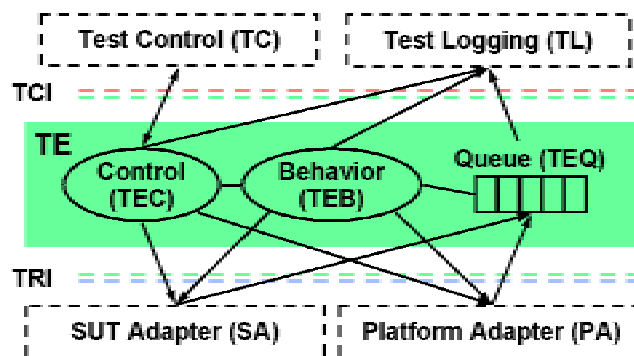 Test Control (TC)
Test Logging (TL)
TCI
TE
Control
(TEC)
Behavior
(TEB)
Queue (TEQ)
TRI
SUT Adapter (SA)
Platform Adapter (PA)